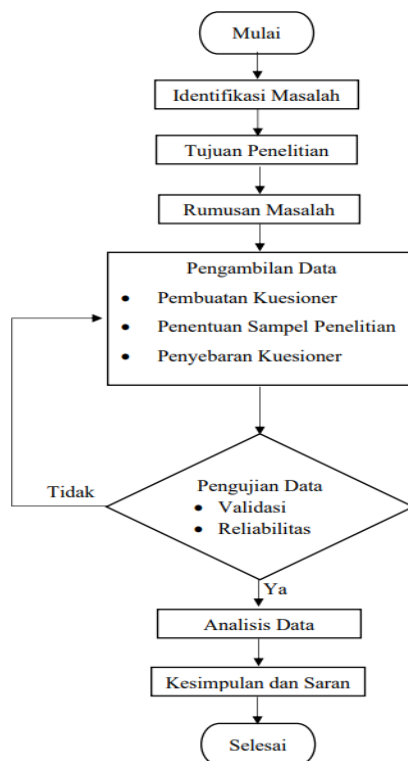 Mulai
Identifikasi Masalah
Tujuan Penelitian
Rumusan Masalah
Pengambilan Data
• Pembuatan Kuesioner
• Penentuan Sampel Penelitian
• Penyebaran Kuesioner
Tidak
Pengujian Data
• Validasi
• Reliabilitas
Ya
Analisis Data
Kesimpulan dan Saran
Selesai